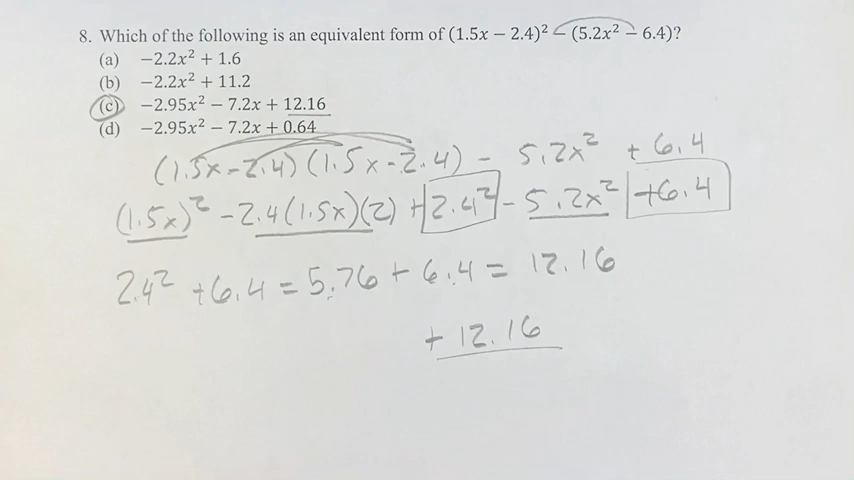 8. Which of the following is an equivalent form of (1.5x − 2.4)² − (5.2x² − 6.4)?
(a) −2.2x² + 1.6
(b) −2.2x² + 11.2
(c) −2.95x² − 7.2x + 12.16
(d) −2.95x² − 7.2x + 0.64
(1.5x-2.4)(1.5x-2.4) - 5.2x² + 6.4
(1.5x)² - 2.4(1.5x)(2) + 2.4² - 5.2x² + 6.4
2.4² + 6.4 = 5.76 + 6.4 = 12.16
+ 12.16